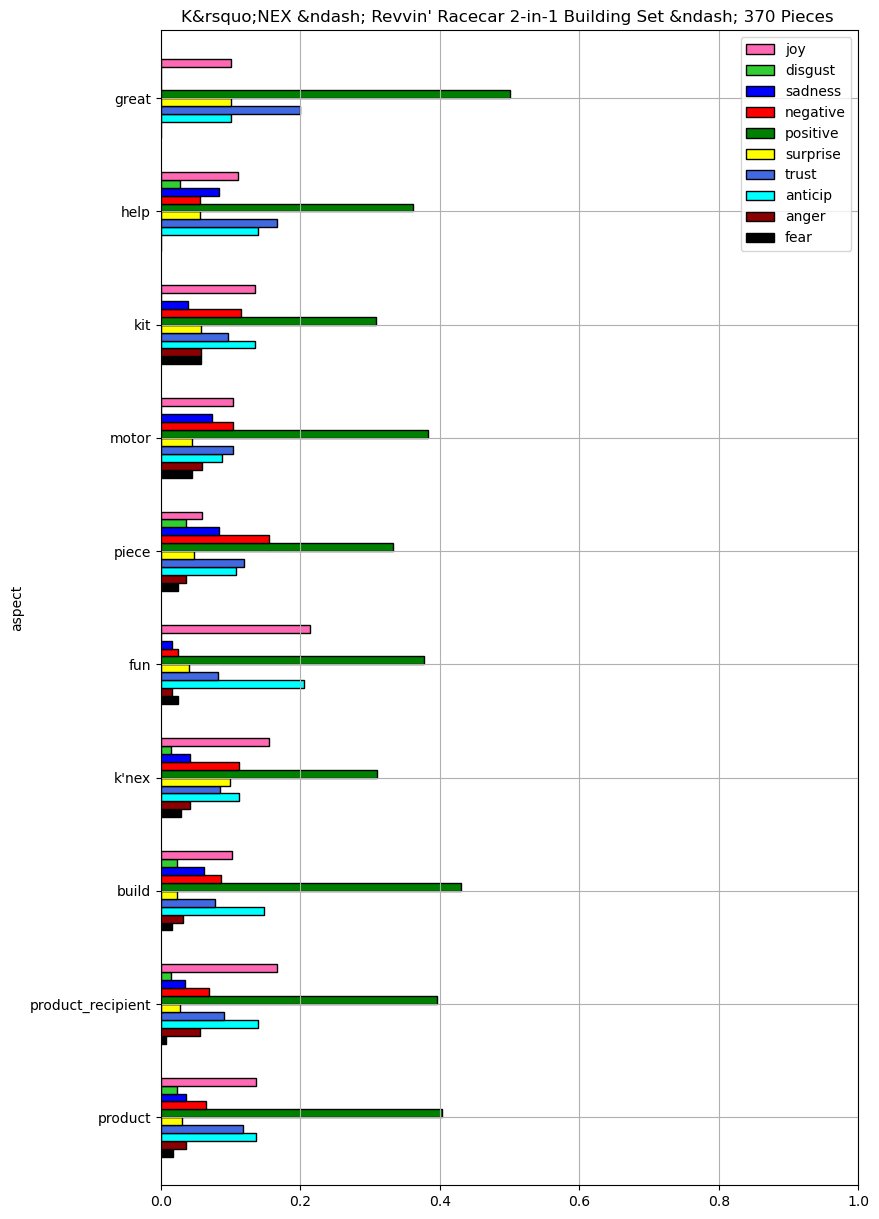 K&rsquo;NEX &ndash; Revvin' Racecar 2-in-1 Building Set &ndash; 370 Pieces
joy
disgust
sadness
negative
positive
surprise
trust
anticip
anger
fear
great
help
kit
motor
piece
fun
k'nex
build
product_recipient
product
aspect
0.0 0.2 0.4 0.6 0.8 1.0